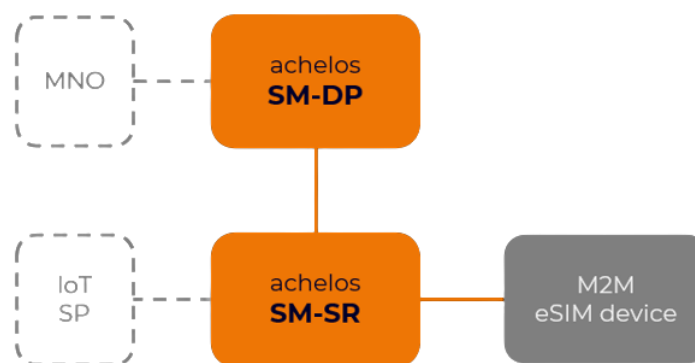 MNO
achelos
SM-DP
IoT
SP
achelos
SM-SR
M2M
eSIM device